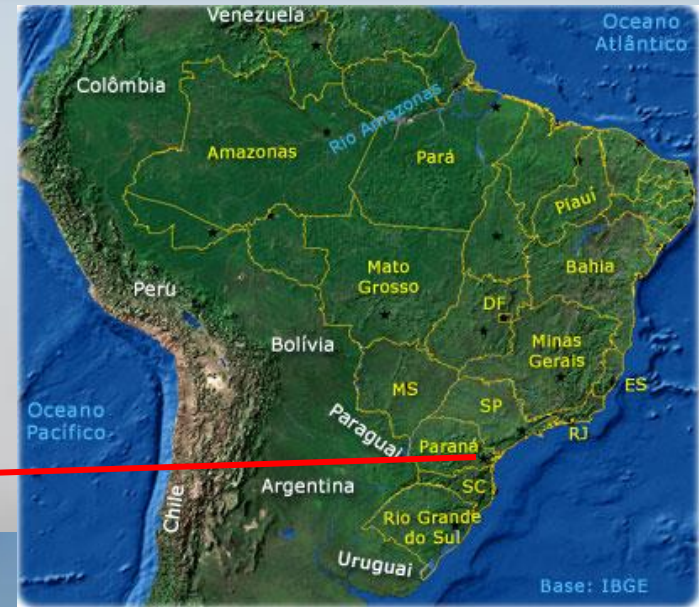 Venezuela
Oceano
Atlântico
Colômbia
Rio Amazonas
Amazonas
Pará
Piauí
Mato
Grosso
Bahia
Peru
DF
Bolívia
Minas
Gerais
MS
ES
SP
Oceano
Pacífico
Paraguai
Paraná
RJ
Chile
Argentina
SC
Rio Grande
do Sul
Uruguai
Base: IBGE